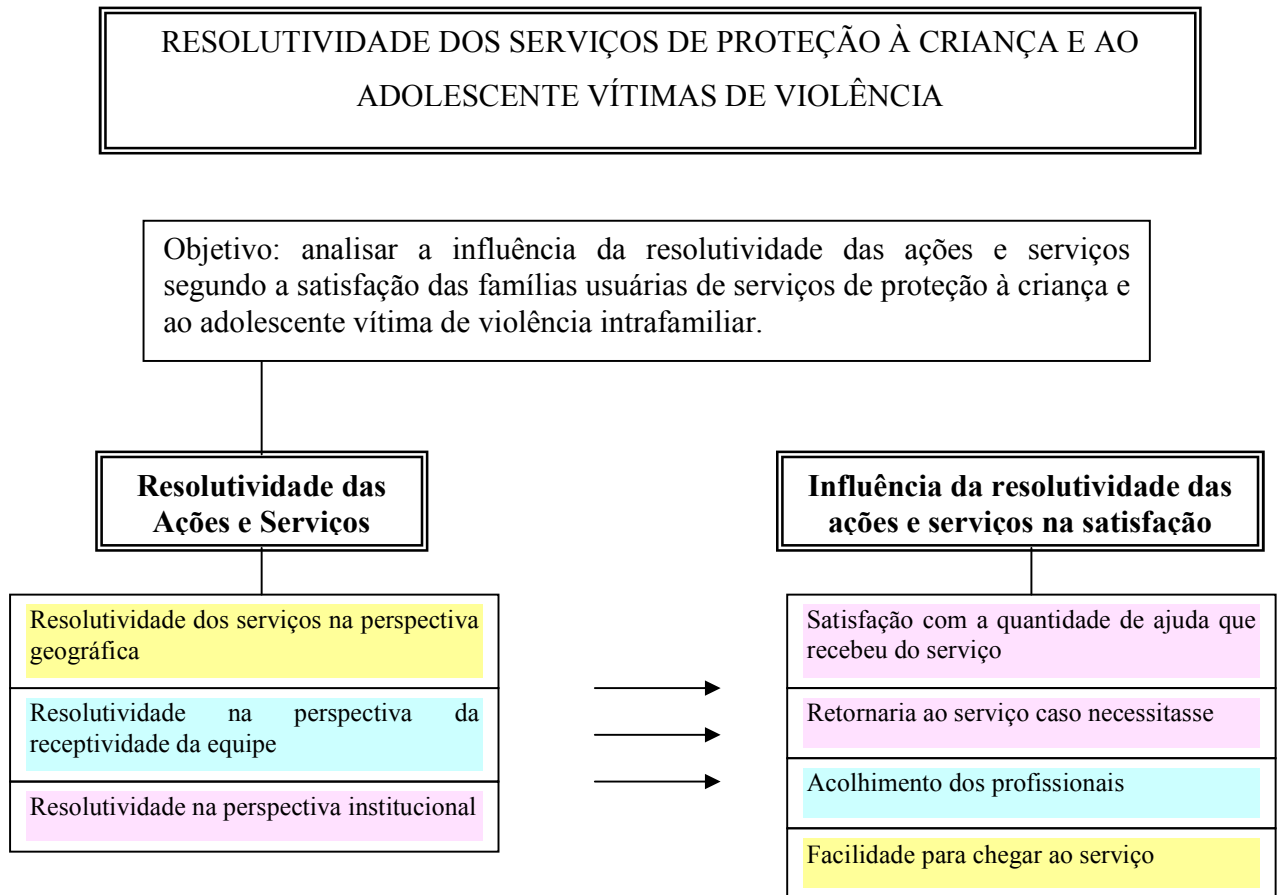 RESOLUTIVIDADE DOS SERVIÇOS DE PROTEÇÃO À CRIANÇA E AO
ADOLESCENTE VÍTIMAS DE VIOLÊNCIA
Objetivo: analisar a influência da resolutividade das ações e serviços
segundo a satisfação das famílias usuárias de serviços de proteção à criança e
ao adolescente vítima de violência intrafamiliar.
Resolutividade das
Ações e Serviços
Resolutividade dos serviços na perspectiva
geográfica
Resolutividade na perspectiva da
receptividade da equipe
Resolutividade na perspectiva institucional
Influência da resolutividade das
ações e serviços na satisfação
Satisfação com a quantidade de ajuda que
recebeu do serviço
Retornaria ao serviço caso necessitasse
Acolhimento dos profissionais
Facilidade para chegar ao serviço